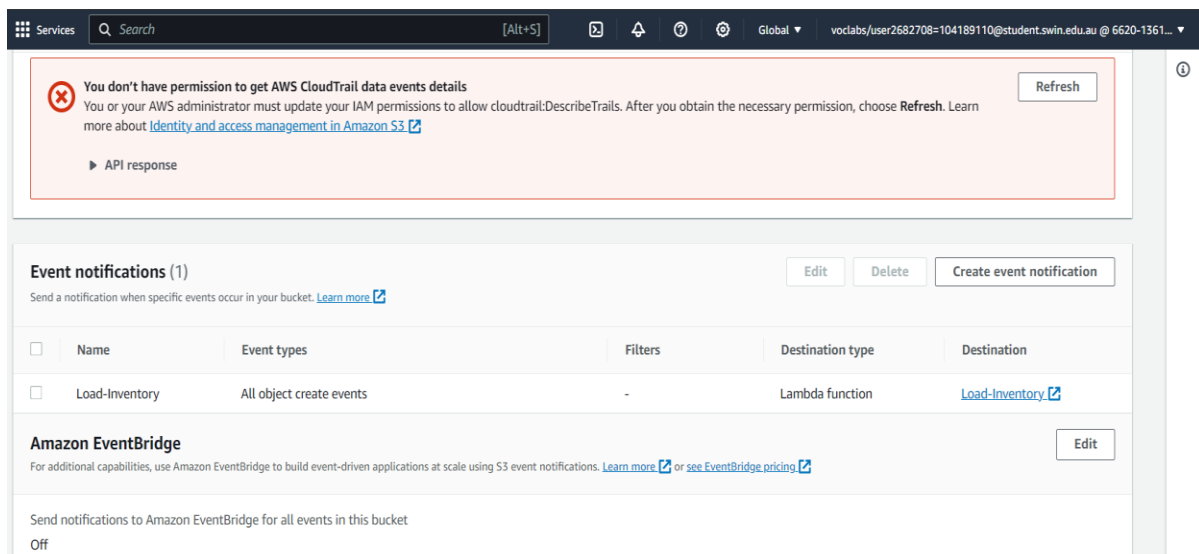 Services Search [Alt+S] Global voclabs/user2682708=104189110@student.swin.edu.au @ 6620-1361...
You don't have permission to get AWS CloudTrail data events details
Refresh
You or your AWS administrator must update your IAM permissions to allow cloudtrail:DescribeTrails. After you obtain the necessary permission, choose Refresh. Learn
more about Identity and access management in Amazon S3
API response
Event notifications (1)
Edit Delete Create event notification
Send a notification when specific events occur in your bucket. Learn more
Name Event types Filters Destination type Destination
Load-Inventory All object create events - Lambda function Load-Inventory
Amazon EventBridge
Edit
For additional capabilities, use Amazon EventBridge to build event-driven applications at scale using S3 event notifications. Learn more or see EventBridge pricing
Send notifications to Amazon EventBridge for all events in this bucket
Off